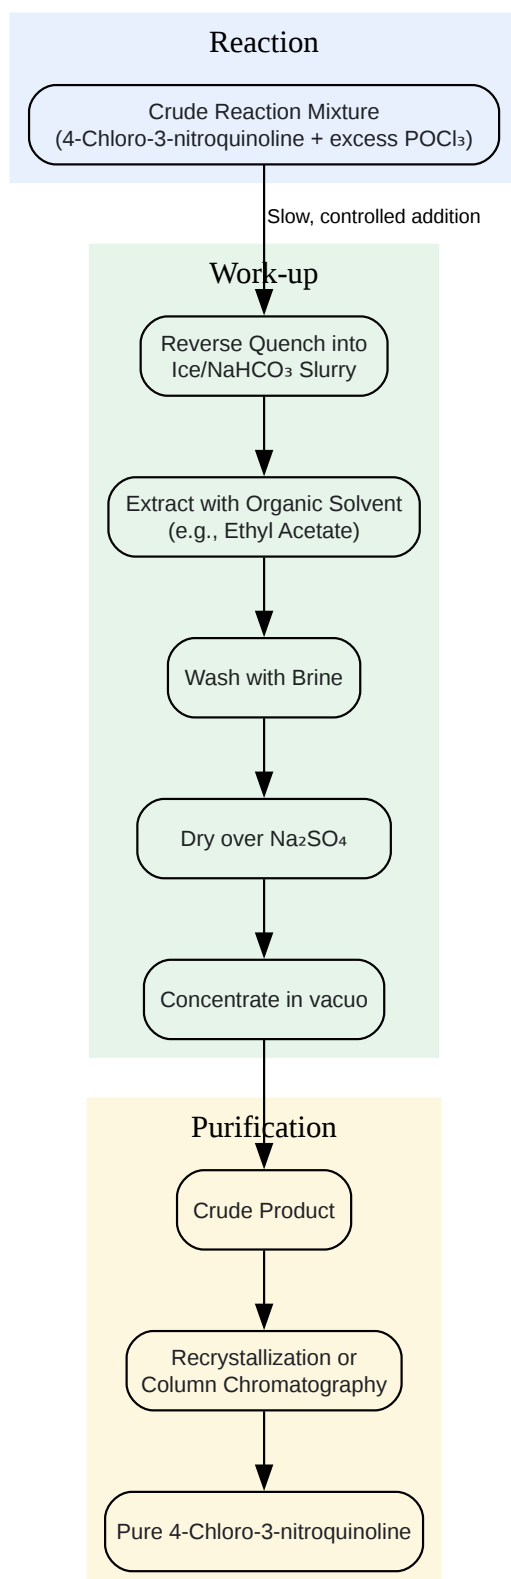 Reaction
Crude Reaction Mixture
(4-Chloro-3-nitroquinoline + excess POCl₃)
Slow, controlled addition
Work-up
Reverse Quench into
Ice/NaHCO₃ Slurry
Extract with Organic Solvent
(e.g., Ethyl Acetate)
Wash with Brine
Dry over Na₂SO₄
Concentrate in vacuo
Purification
Crude Product
Recrystallization or
Column Chromatography
Pure 4-Chloro-3-nitroquinoline